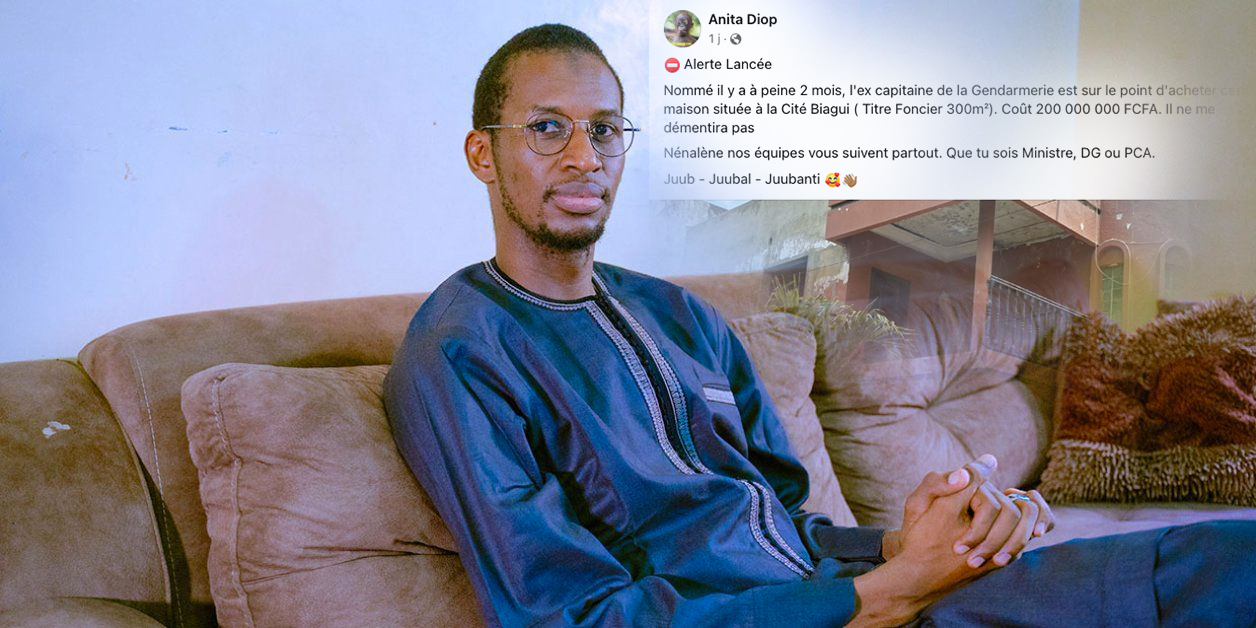 Anita Diop
1 j ·
⛔ Alerte Lancée
Nommé il y a à peine 2 mois, l'ex capitaine de la Gendarmerie est sur le point d'acheter
maison située à la Cité Biagui ( Titre Foncier 300m²). Coût 200 000 000 FCFA. Il ne me
démentira pas
Nénalène nos équipes vous suivent partout. Que tu sois Ministre, DG ou PCA.
Juub - Juubal - Juubanti 🥰👋🏾